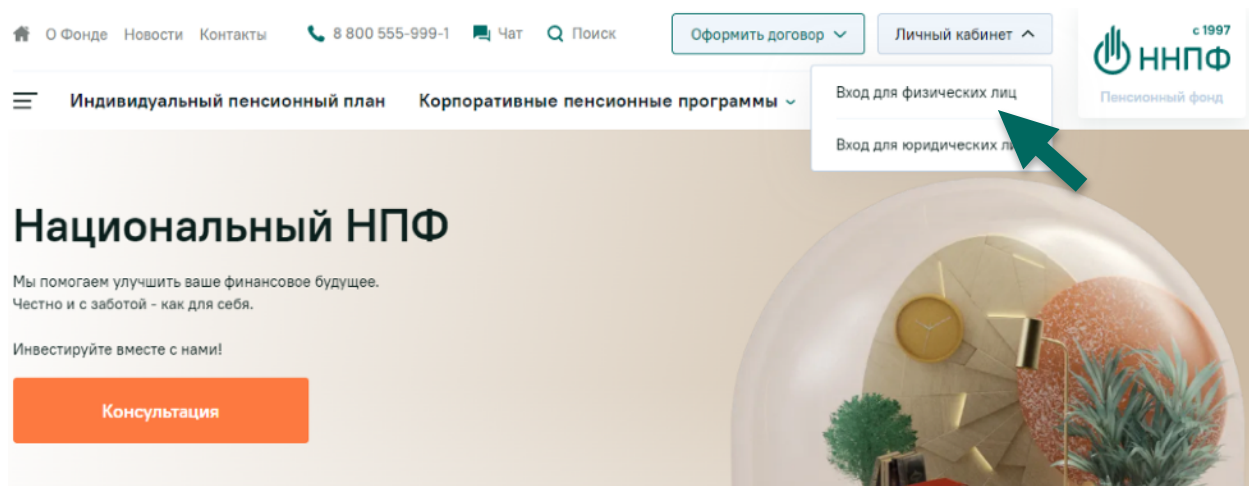 О Фонде Новости Контакты 8 800 555-999-1 Чат Поиск Оформить договор Личный кабинет
с 1997
ННПФ
Пенсионный фонд
Индивидуальный пенсионный план Корпоративные пенсионные программы
Вход для физических лиц
Вход для юридических
Национальный НПФ
Мы помогаем улучшить ваше финансовое будущее.
Честно и с заботой - как для себя.
Инвестируйте вместе с нами!
Консультация